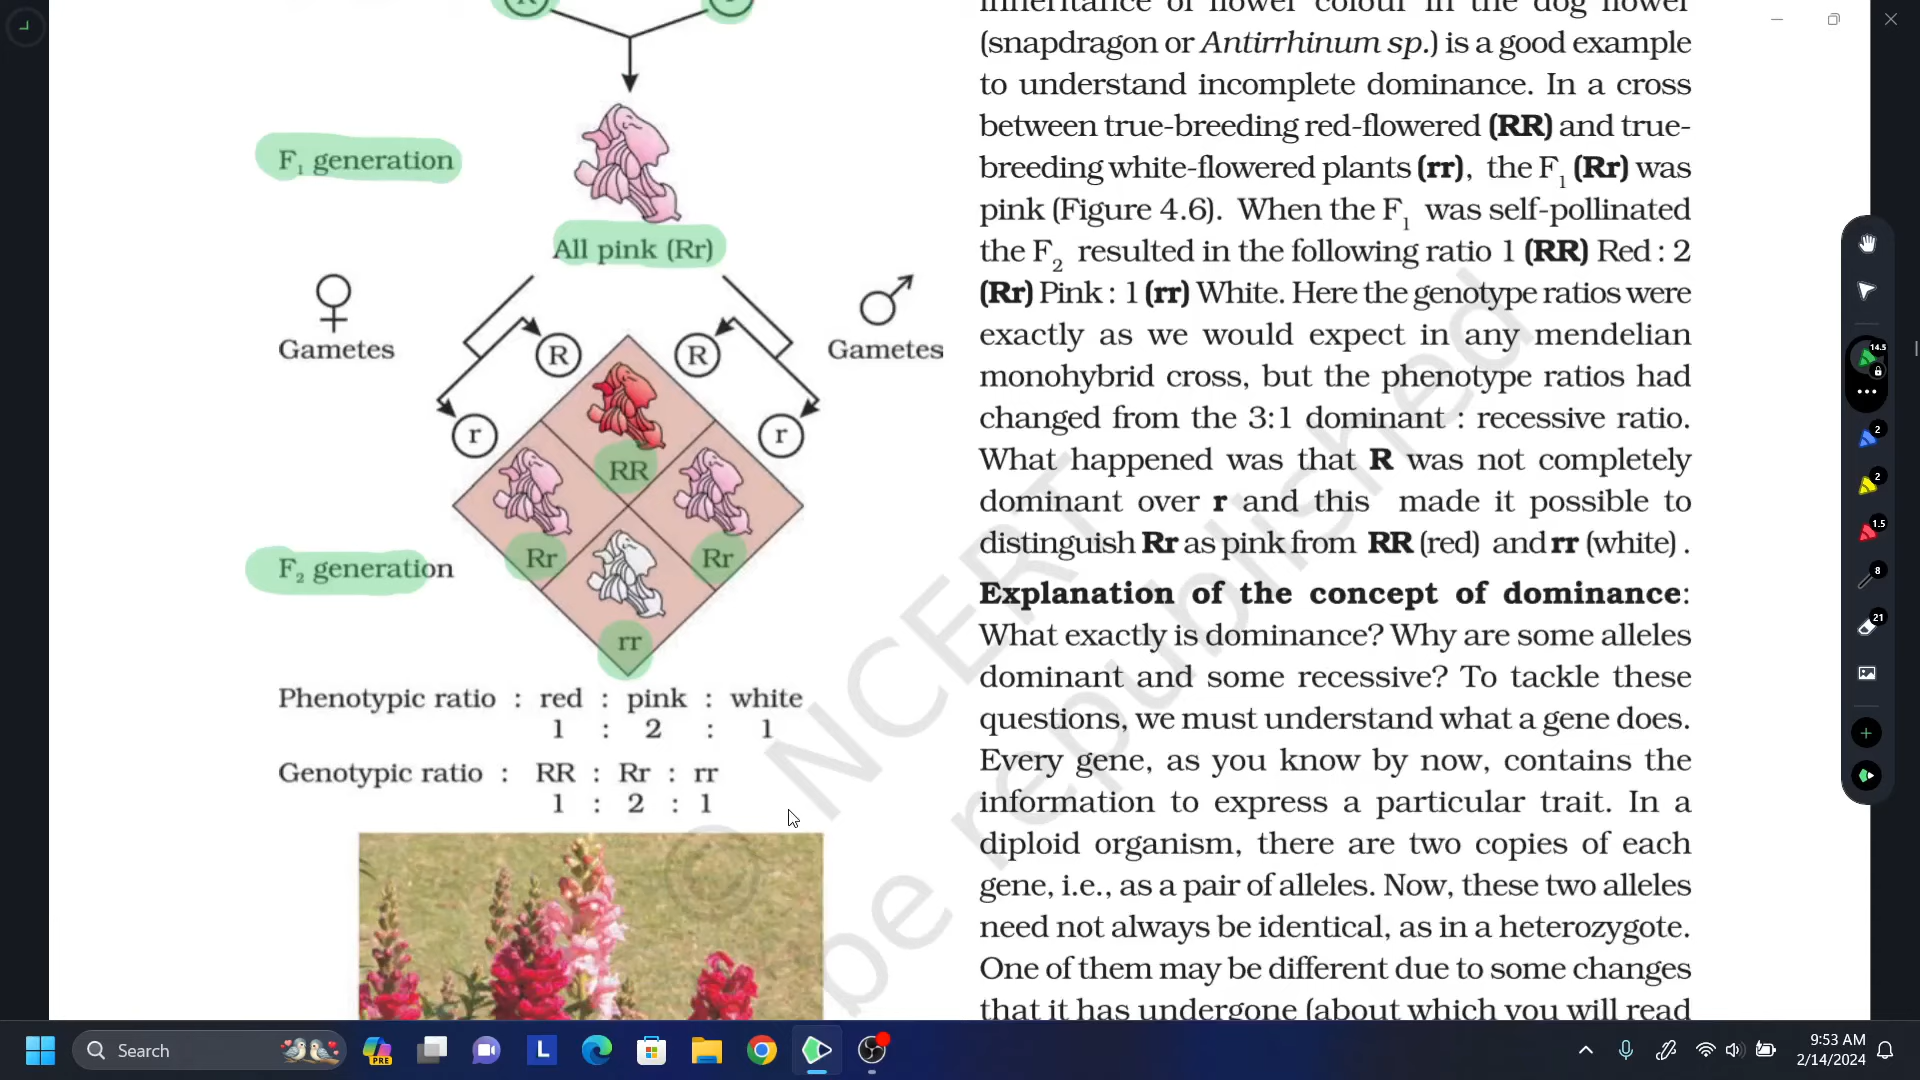 R
F1 generation
All pink (Rr)
Gametes
Gametes
R
R
r
r
RR
Rr
Rr
F2 generation
rr
Phenotypic ratio : red : pink : white
1 : 2 : 1
Genotypic ratio : RR : Rr : rr
1 : 2 : 1
inheritance of flower colour in the dog flower
(snapdragon or Antirrhinum sp.) is a good example
to understand incomplete dominance. In a cross
between true-breeding red-flowered (RR) and true-
breeding white-flowered plants (rr), the F1 (Rr) was
pink (Figure 4.6). When the F1 was self-pollinated
the F2 resulted in the following ratio 1 (RR) Red : 2
(Rr) Pink : 1 (rr) White. Here the genotype ratios were
exactly as we would expect in any mendelian
monohybrid cross, but the phenotype ratios had
changed from the 3:1 dominant : recessive ratio.
What happened was that R was not completely
dominant over r and this made it possible to
distinguish Rr as pink from RR (red) and rr (white) .
Explanation of the concept of dominance:
What exactly is dominance? Why are some alleles
dominant and some recessive? To tackle these
questions, we must understand what a gene does.
Every gene, as you know by now, contains the
information to express a particular trait. In a
diploid organism, there are two copies of each
gene, i.e., as a pair of alleles. Now, these two alleles
need not always be identical, as in a heterozygote.
One of them may be different due to some changes
that it has undergone (about which you will read
© NCERT
be republished
14.5
2
2
1.5
8
21
Search
PRE
L
9:53 AM
2/14/2024